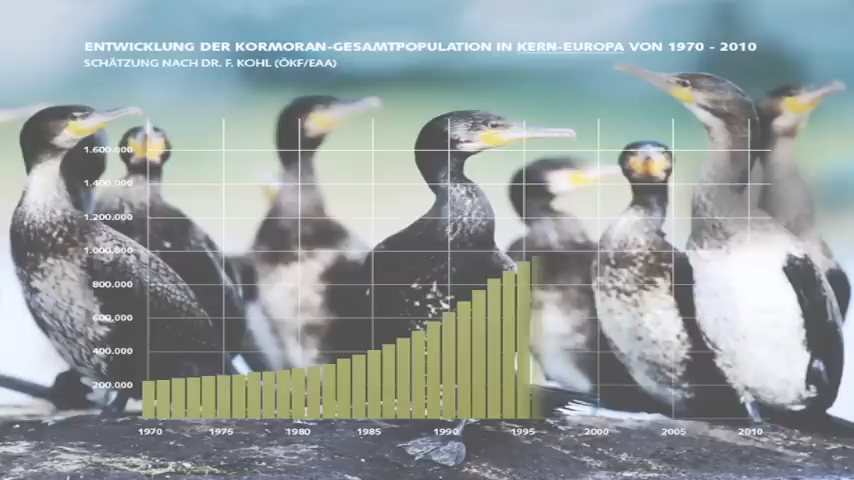 ENTWICKLUNG DER KORMORAN-GESAMTPOPULATION IN KERN-EUROPA VON 1970 - 2010
SCHÄTZUNG NACH DR. F. KOHL (ÖKF/EAA)
1.600.000
1.400.000
1.200.000
1.000.000
800.000
600.000
400.000
200.000
1970 1975 1980 1985 1990 1995 2000 2005 2010